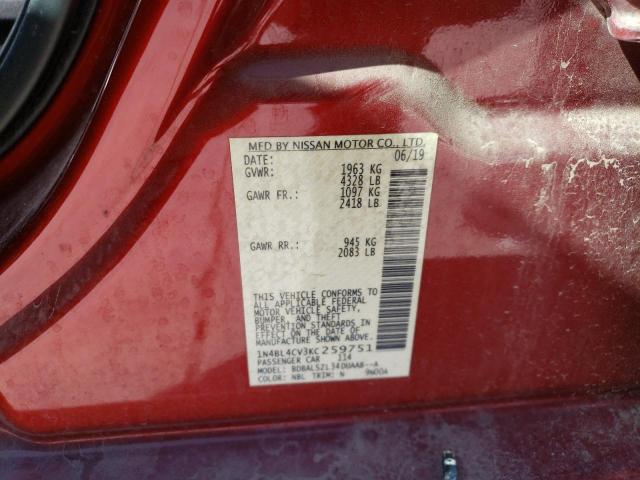 MFD BY NISSAN MOTOR CO., LTD.
DATE: 06/19
GVWR: 1963 KG
4328 LB
GAWR FR.: 1097 KG
2418 LB
GAWR RR.: 945 KG
2083 LB
THIS VEHICLE CONFORMS TO
ALL APPLICABLE FEDERAL
MOTOR VEHICLE SAFETY,
BUMPER, AND THEFT
PREVENTION STANDARDS IN
EFFECT ON THE DATE OF
MANUFACTURE SHOWN ABOVE.
1N4BL4CV3KC259751
PASSENGER CAR 114
MODEL: BDBALSZL34DUAAB--A
COLOR: NBL TRIM: N 9N00A